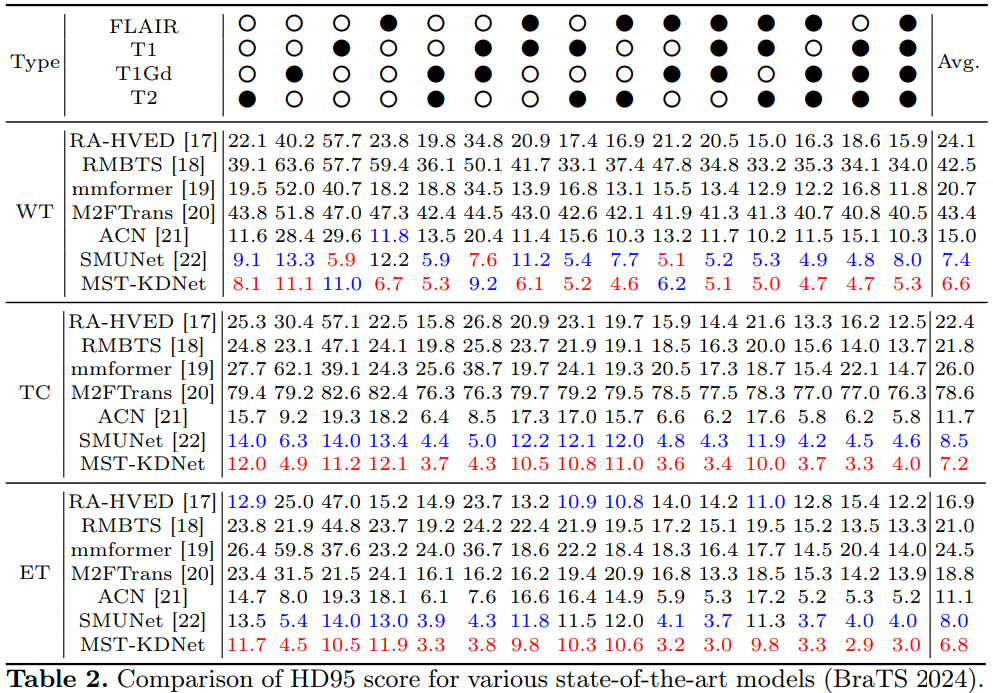 FLAIR ○ ○ ○ ● ○ ○ ● ○ ● ● ● ● ● ○ ●
T1 ○ ○ ● ○ ○ ● ● ● ○ ○ ● ● ○ ● ●
Type Avg.
T1Gd ○ ● ○ ○ ● ● ○ ○ ○ ● ● ○ ● ● ●
T2 ● ○ ○ ○ ● ○ ○ ● ● ○ ○ ● ● ● ●
RA-HVED [17] 22.1 40.2 57.7 23.8 19.8 34.8 20.9 17.4 16.9 21.2 20.5 15.0 16.3 18.6 15.9 24.1
RMBTS [18] 39.1 63.6 57.7 59.4 36.1 50.1 41.7 33.1 37.4 47.8 34.8 33.2 35.3 34.1 34.0 42.5
mmformer [19] 19.5 52.0 40.7 18.2 18.8 34.5 13.9 16.8 13.1 15.5 13.4 12.9 12.2 16.8 11.8 20.7
WT M2FTrans [20] 43.8 51.8 47.0 47.3 42.4 44.5 43.0 42.6 42.1 41.9 41.3 41.3 40.7 40.8 40.5 43.4
ACN [21] 11.6 28.4 29.6 11.8 13.5 20.4 11.4 15.6 10.3 13.2 11.7 10.2 11.5 15.1 10.3 15.0
SMUNet [22] 9.1 13.3 5.9 12.2 5.9 7.6 11.2 5.4 7.7 5.1 5.2 5.3 4.9 4.8 8.0 7.4
MST-KDNet 8.1 11.1 11.0 6.7 5.3 9.2 6.1 5.2 4.6 6.2 5.1 5.0 4.7 4.7 5.3 6.6
RA-HVED [17] 25.3 30.4 57.1 22.5 15.8 26.8 20.9 23.1 19.7 15.9 14.4 21.6 13.3 16.2 12.5 22.4
RMBTS [18] 24.8 23.1 47.1 24.1 19.8 25.8 23.7 21.9 19.1 18.5 16.3 20.0 15.6 14.0 13.7 21.8
mmformer [19] 27.7 62.1 39.1 24.3 25.6 38.7 19.7 24.1 19.3 20.5 17.3 18.7 15.4 22.1 14.7 26.0
TC M2FTrans [20] 79.4 79.2 82.6 82.4 76.3 76.3 79.7 79.2 79.5 78.5 77.5 78.3 77.0 77.0 76.3 78.6
ACN [21] 15.7 9.2 19.3 18.2 6.4 8.5 17.3 17.0 15.7 6.6 6.2 17.6 5.8 6.2 5.8 11.7
SMUNet [22] 14.0 6.3 14.0 13.4 4.4 5.0 12.2 12.1 12.0 4.8 4.3 11.9 4.2 4.5 4.6 8.5
MST-KDNet 12.0 4.9 11.2 12.1 3.7 4.3 10.5 10.8 11.0 3.6 3.4 10.0 3.7 3.3 4.0 7.2
RA-HVED [17] 12.9 25.0 47.0 15.2 14.9 23.7 13.2 10.9 10.8 14.0 14.2 11.0 12.8 15.4 12.2 16.9
RMBTS [18] 23.8 21.9 44.8 23.7 19.2 24.2 22.4 21.9 19.5 17.2 15.1 19.5 15.2 13.5 13.3 21.0
mmformer [19] 26.4 59.8 37.6 23.2 24.0 36.7 18.6 22.2 18.4 18.3 16.4 17.7 14.5 20.4 14.0 24.5
ET M2FTrans [20] 23.4 31.5 21.5 24.1 16.1 16.2 16.2 19.4 20.9 16.8 13.3 18.5 15.3 14.2 13.9 18.8
ACN [21] 14.7 8.0 19.3 18.1 6.1 7.6 16.6 16.4 14.9 5.9 5.3 17.2 5.2 5.3 5.2 11.1
SMUNet [22] 13.5 5.4 14.0 13.0 3.9 4.3 11.8 11.5 12.0 4.1 3.7 11.3 3.7 4.0 4.0 8.0
MST-KDNet 11.7 4.5 10.5 11.9 3.3 3.8 9.8 10.3 10.6 3.2 3.0 9.8 3.3 2.9 3.0 6.8
Table 2. Comparison of HD95 score for various state-of-the-art models (BraTS 2024).